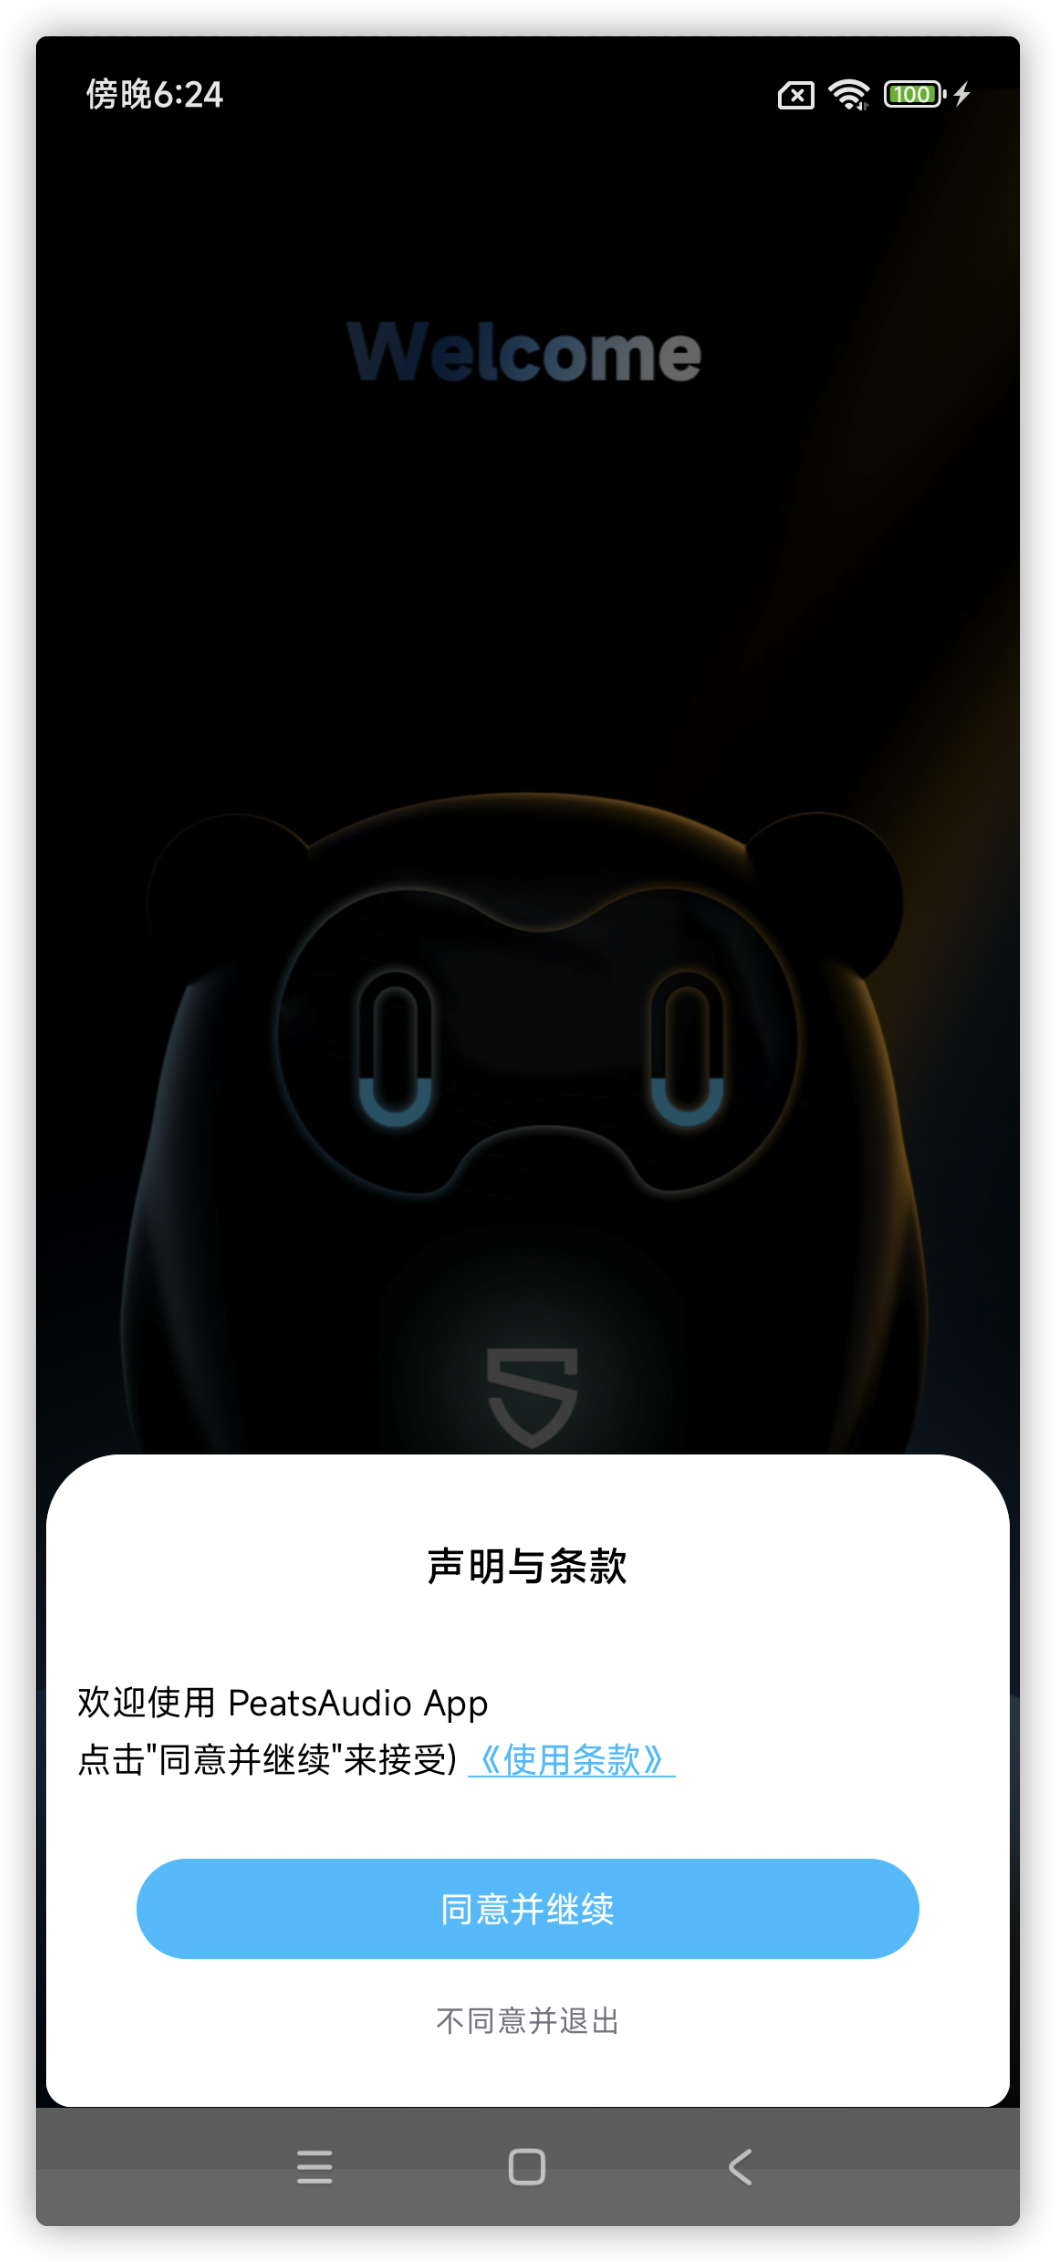 傍晚6:24
100
Welcome
声明与条款
欢迎使用 PeatsAudio App
点击"同意并继续"来接受) 《使用条款》
同意并继续
不同意并退出